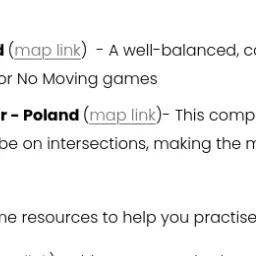 (map link) - A well-balanced,
or No Moving games
- Poland (map link)- This comp
be on intersections, making the m
me resources to help you practise